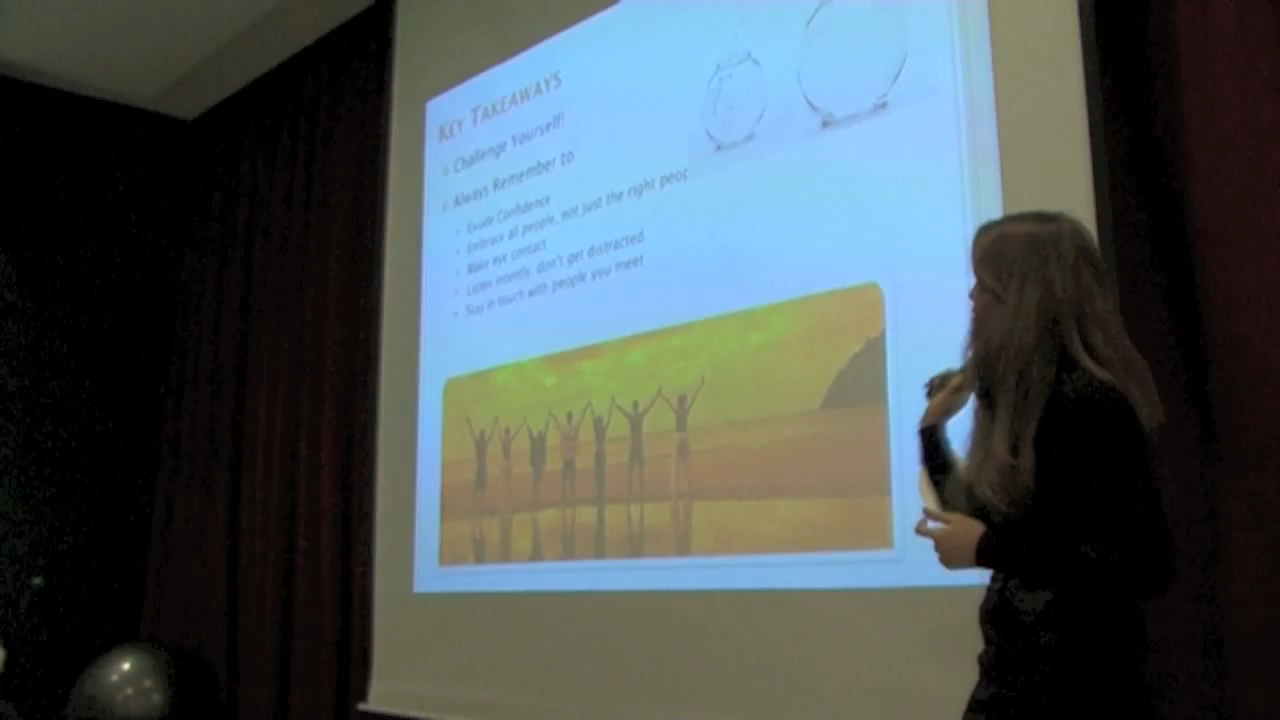 KEY TAKEAWAYS
Challenge Yourself!
Always Remember to
Exude Confidence
Embrace all people, not just the right peop
Make eye contact
Listen intently, don't get distracted
Stay in touch with people you meet